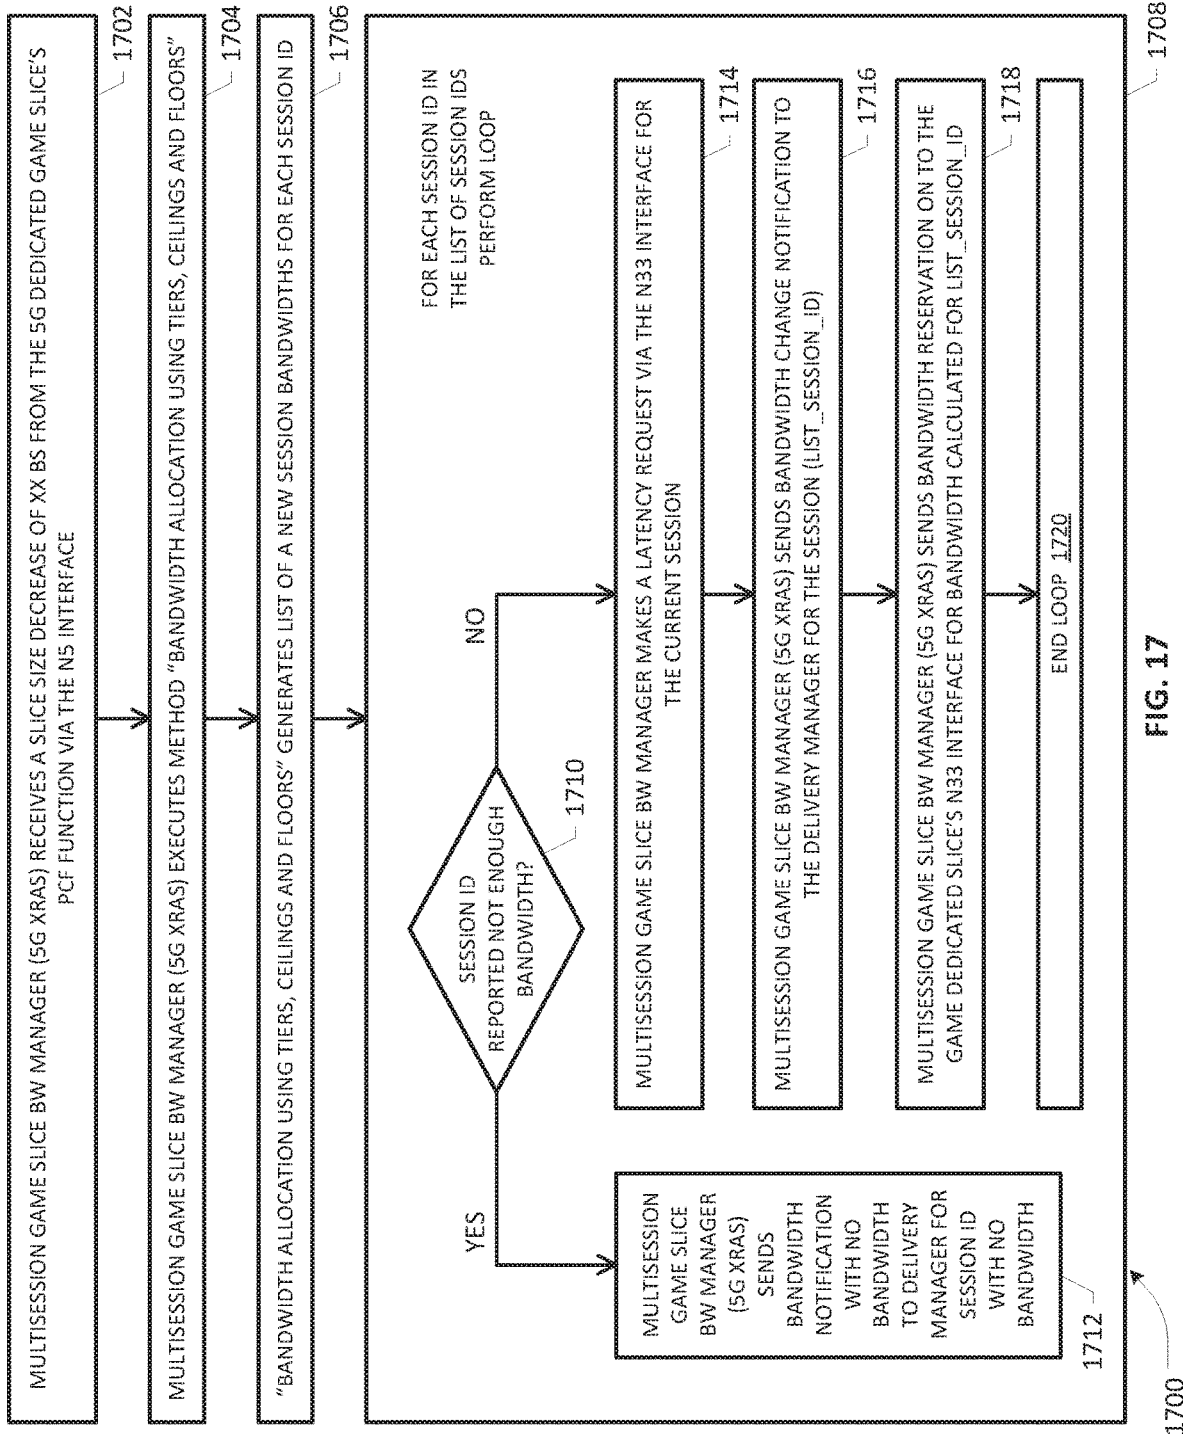 MULTISESSION GAME SLICE BW MANAGER (5G XRAS) RECEIVES A SLICE SIZE DECREASE OF XX BS FROM THE 5G DEDICATED GAME SLICE'S
PCF FUNCTION VIA THE N5 INTERFACE
1702
MULTISESSION GAME SLICE BW MANAGER (5G XRAS) EXECUTES METHOD "BANDWIDTH ALLOCATION USING TIERS, CEILINGS AND FLOORS"
1704
"BANDWIDTH ALLOCATION USING TIERS, CEILINGS AND FLOORS" GENERATES LIST OF A NEW SESSION BANDWIDTHS FOR EACH SESSION ID
1706
FOR EACH SESSION ID IN
THE LIST OF SESSION IDS
PERFORM LOOP
SESSION ID
REPORTED NOT ENOUGH
BANDWIDTH?
1710
YES
NO
MULTISESSION
GAME SLICE
BW MANAGER
(5G XRAS)
SENDS
BANDWIDTH
NOTIFICATION
WITH NO
BANDWIDTH
TO DELIVERY
MANAGER FOR
SESSION ID
WITH NO
BANDWIDTH
1712
MULTISESSION GAME SLICE BW MANAGER MAKES A LATENCY REQUEST VIA THE N33 INTERFACE FOR
THE CURRENT SESSION
1714
MULTISESSION GAME SLICE BW MANAGER (5G XRAS) SENDS BANDWIDTH CHANGE NOTIFICATION TO
THE DELIVERY MANAGER FOR THE SESSION (LIST_SESSION_ID)
1716
MULTISESSION GAME SLICE BW MANAGER (5G XRAS) SENDS BANDWIDTH RESERVATION ON TO THE
GAME DEDICATED SLICE'S N33 INTERFACE FOR BANDWIDTH CALCULATED FOR LIST_SESSION_ID
1718
END LOOP 1720
1708
1700
FIG. 17